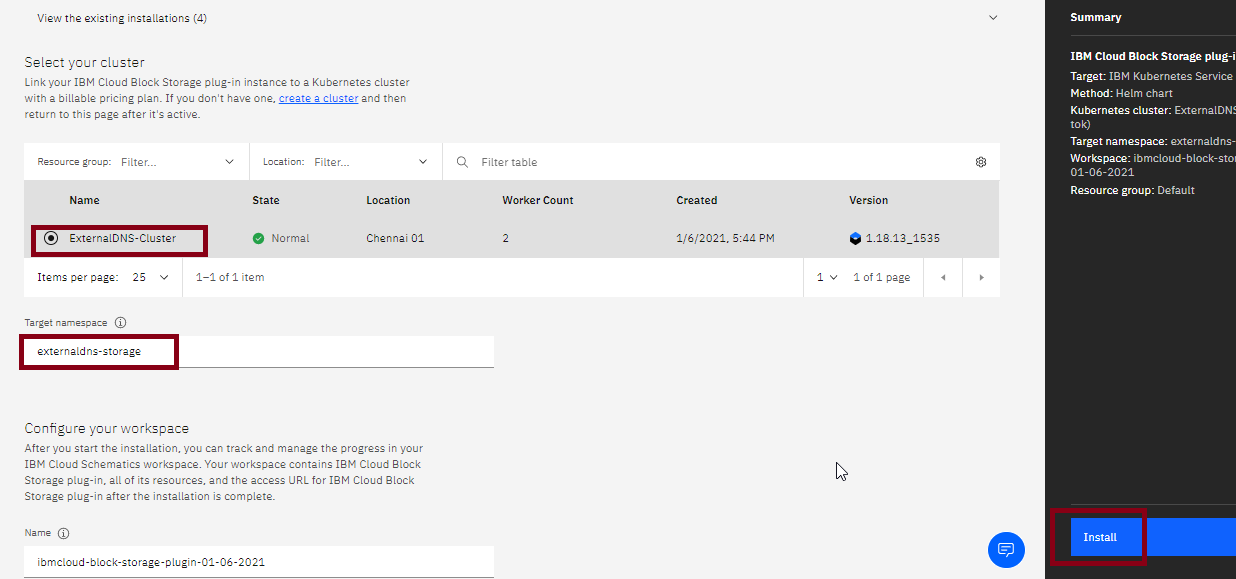 View the existing installations (4)
Select your cluster
Link your IBM Cloud Block Storage plug-in instance to a Kubernetes cluster
with a billable pricing plan. If you don't have one, create a cluster and then
return to this page after it's active.
Resource group: Filter... Location: Filter... Filter table
Name State Location Worker Count Created Version
ExternalDNS-Cluster Normal Chennai 01 2 1/6/2021, 5:44 PM 1.18.13_1535
Items per page: 25 1–1 of 1 item 1 1 of 1 page
Target namespace
externaldns-storage
Configure your workspace
After you start the installation, you can track and manage the progress in your
IBM Cloud Schematics workspace. Your workspace contains IBM Cloud Block
Storage plug-in, all of its resources, and the access URL for IBM Cloud Block
Storage plug-in after the installation is complete.
Name
ibmcloud-block-storage-plugin-01-06-2021
Summary
IBM Cloud Block Storage plug-i
Target: IBM Kubernetes Service
Method: Helm chart
Kubernetes cluster: ExternalDNS
tok)
Target namespace: externaldns-
Workspace: ibmcloud-block-stor
01-06-2021
Resource group: Default
Install